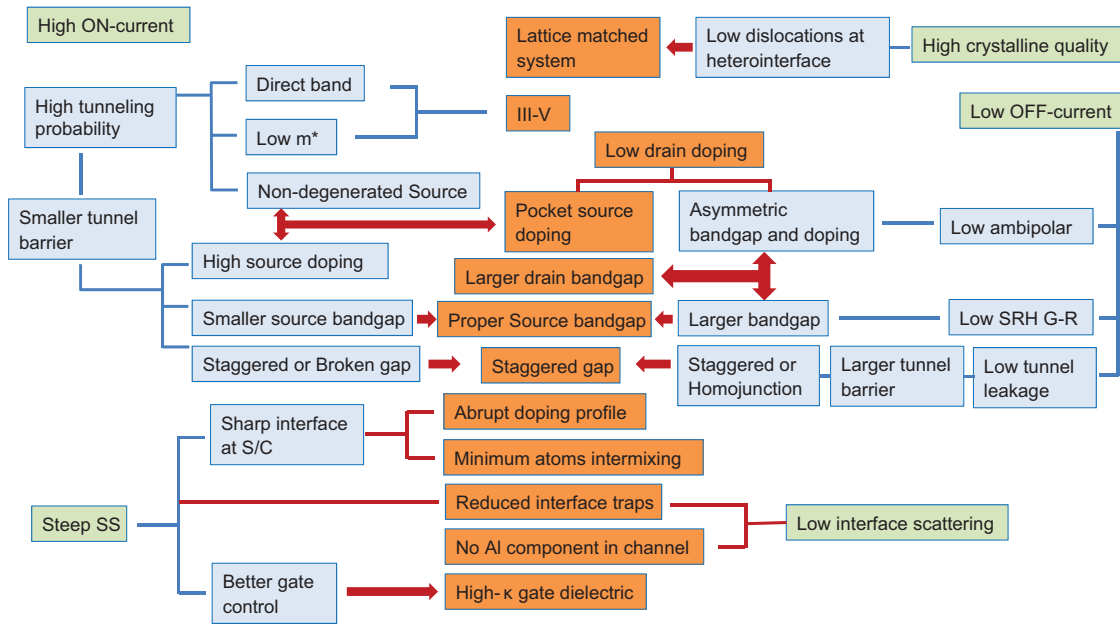 High ON-current
Lattice matched
system
Low dislocations at
heterointerface
High crystalline quality
Direct band
High tunneling
probability
III-V
Low OFF-current
Low m*
Low drain doping
Non-degenerated Source
Smaller tunnel
barrier
Pocket source
doping
Asymmetric
bandgap and doping
Low ambipolar
High source doping
Larger drain bandgap
Smaller source bandgap
Proper Source bandgap
Larger bandgap
Low SRH G-R
Staggered or Broken gap
Staggered gap
Staggered or
Homojunction
Larger tunnel
barrier
Low tunnel
leakage
Sharp interface
at S/C
Abrupt doping profile
Minimum atoms intermixing
Steep SS
Reduced interface traps
Low interface scattering
No Al component in channel
Better gate
control
High-κ gate dielectric